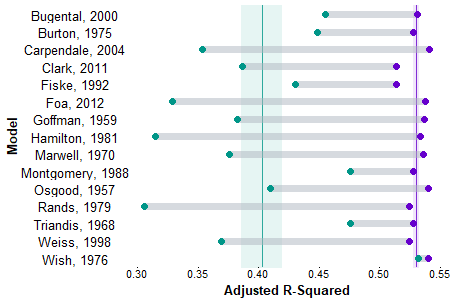 Bugental, 2000
Burton, 1975
Carpendale, 2004
Clark, 2011
Fiske, 1992
Foa, 2012
Goffman, 1959
Hamilton, 1981
Marwell, 1970
Montgomery, 1988
Osgood, 1957
Rands, 1979
Triandis, 1968
Weiss, 1998
Wish, 1976
Model
0.30 0.35 0.40 0.45 0.50 0.55
Adjusted R-Squared